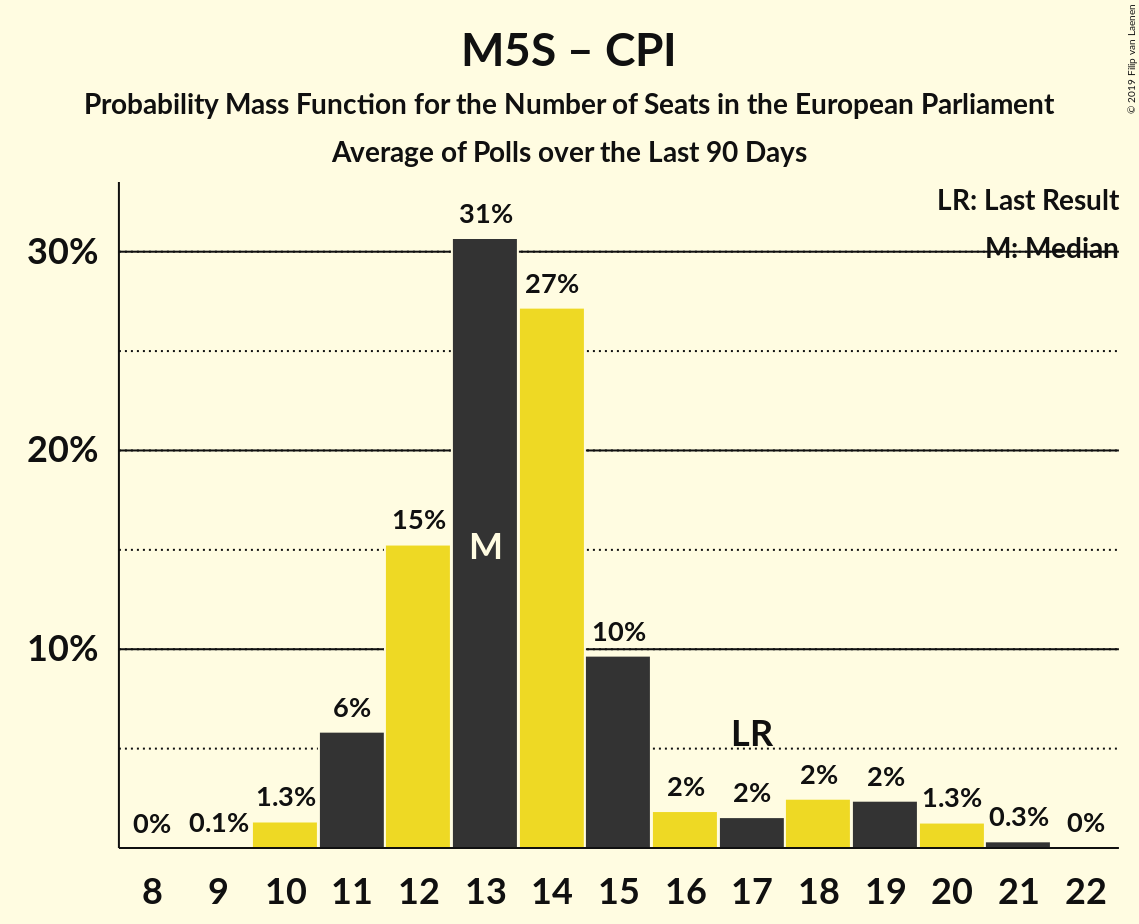 M5S – CPI
Probability Mass Function for the Number of Seats in the European Parliament
Average of Polls over the Last 90 Days
© 2019 Filip van Laenen
LR: Last Result
M: Median
30%
20%
10%
0%
0.1%
1.3%
6%
15%
31%
27%
10%
2%
2%
2%
2%
1.3%
0.3%
0%
M
LR
8 9 10 11 12 13 14 15 16 17 18 19 20 21 22